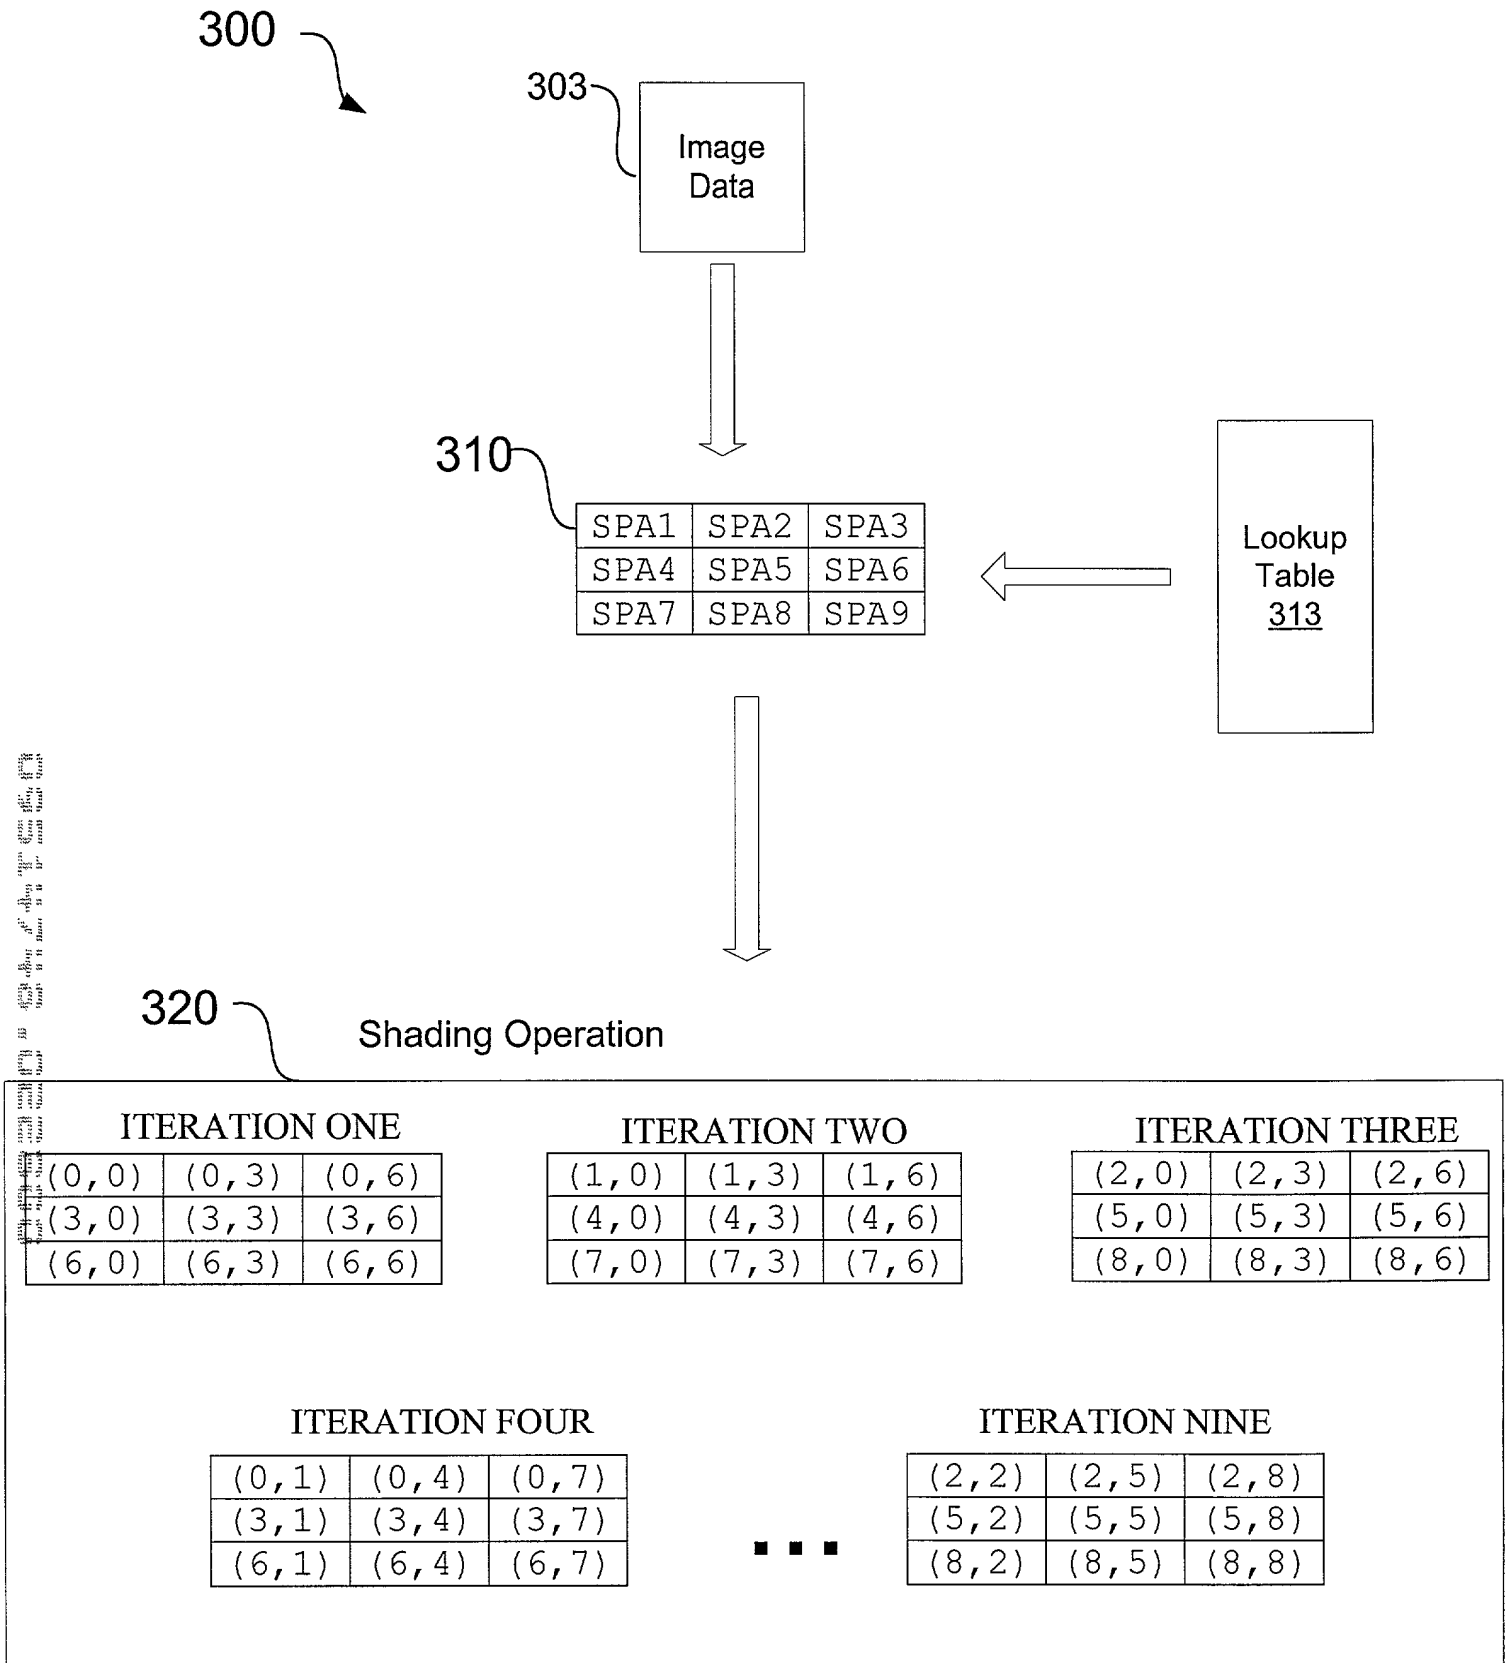 300
303
Image
Data
310
SPA1 SPA2 SPA3
SPA4 SPA5 SPA6
SPA7 SPA8 SPA9
Lookup
Table
313
320
Shading Operation
ITERATION ONE
(0,0) (0,3) (0,6)
(3,0) (3,3) (3,6)
(6,0) (6,3) (6,6)
ITERATION TWO
(1,0) (1,3) (1,6)
(4,0) (4,3) (4,6)
(7,0) (7,3) (7,6)
ITERATION THREE
(2,0) (2,3) (2,6)
(5,0) (5,3) (5,6)
(8,0) (8,3) (8,6)
ITERATION FOUR
(0,1) (0,4) (0,7)
(3,1) (3,4) (3,7)
(6,1) (6,4) (6,7)
...
ITERATION NINE
(2,2) (2,5) (2,8)
(5,2) (5,5) (5,8)
(8,2) (8,5) (8,8)